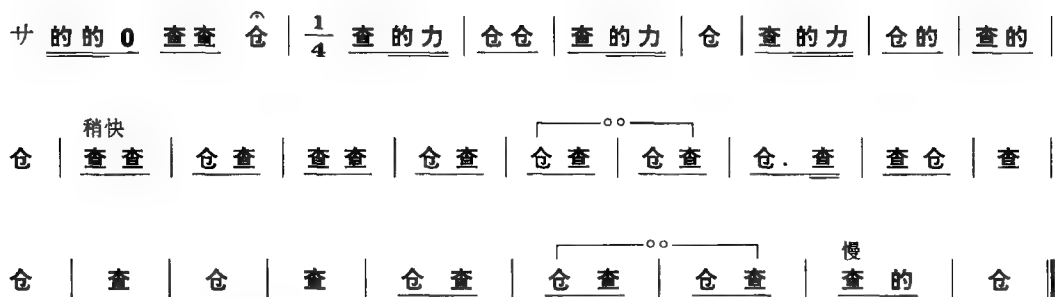 サ 的的0 查查 仓 | 1/4 查的力 | 仓仓 | 查的力 | 仓 | 查的力 | 仓的 | 查的 |
稍快
仓 | 查查 | 仓查 | 查查 | 仓查 | 仓查 | 仓查 | 仓.查 | 查仓 | 查 |
慢
仓 | 查 | 仓 | 查 | 仓查 | 仓查 | 仓查 | 查的 | 仓 ‖